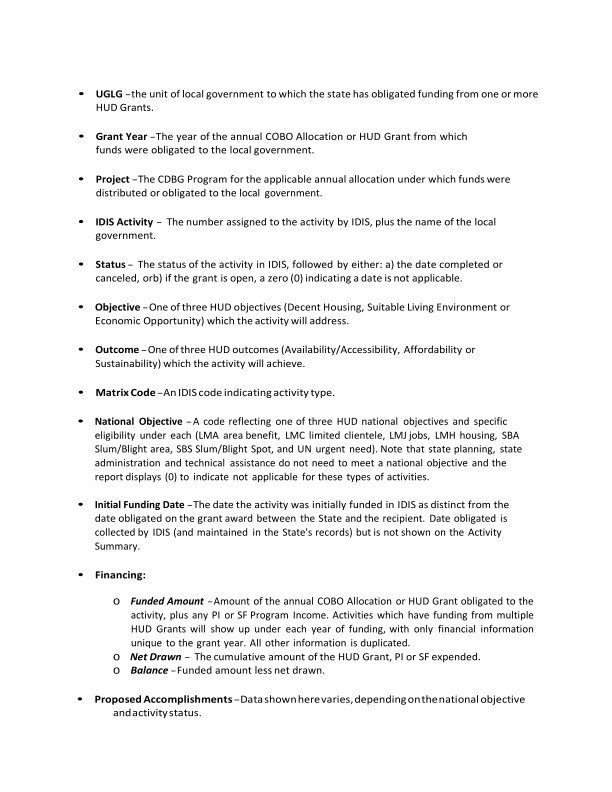 • UGLG – the unit of local government to which the state has obligated funding from one or more
HUD Grants.
• Grant Year – The year of the annual COBO Allocation or HUD Grant from which
funds were obligated to the local government.
• Project – The CDBG Program for the applicable annual allocation under which funds were
distributed or obligated to the local government.
• IDIS Activity – The number assigned to the activity by IDIS, plus the name of the local
government.
• Status – The status of the activity in IDIS, followed by either: a) the date completed or
canceled, orb) if the grant is open, a zero (0) indicating a date is not applicable.
• Objective – One of three HUD objectives (Decent Housing, Suitable Living Environment or
Economic Opportunity) which the activity will address.
• Outcome – One of three HUD outcomes (Availability/Accessibility, Affordability or
Sustainability) which the activity will achieve.
• Matrix Code – An IDIS code indicating activity type.
• National Objective – A code reflecting one of three HUD national objectives and specific
eligibility under each (LMA area benefit, LMC limited clientele, LMJ jobs, LMH housing, SBA
Slum/Blight area, SBS Slum/Blight Spot, and UN urgent need). Note that state planning, state
administration and technical assistance do not need to meet a national objective and the
report displays (0) to indicate not applicable for these types of activities.
• Initial Funding Date – The date the activity was initially funded in IDIS as distinct from the
date obligated on the grant award between the State and the recipient. Date obligated is
collected by IDIS (and maintained in the State's records) but is not shown on the Activity
Summary.
• Financing:
o Funded Amount – Amount of the annual COBO Allocation or HUD Grant obligated to the
activity, plus any PI or SF Program Income. Activities which have funding from multiple
HUD Grants will show up under each year of funding, with only financial information
unique to the grant year. All other information is duplicated.
o Net Drawn – The cumulative amount of the HUD Grant, PI or SF expended.
o Balance – Funded amount less net drawn.
• Proposed Accomplishments – Data shown here varies, depending on the national objective
and activity status.